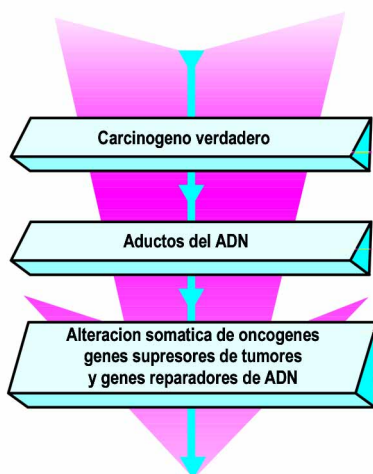 Carcinogeno verdadero
Aductos del ADN
Alteracion somatica de oncogenes
genes supresores de tumores
y genes reparadores de ADN